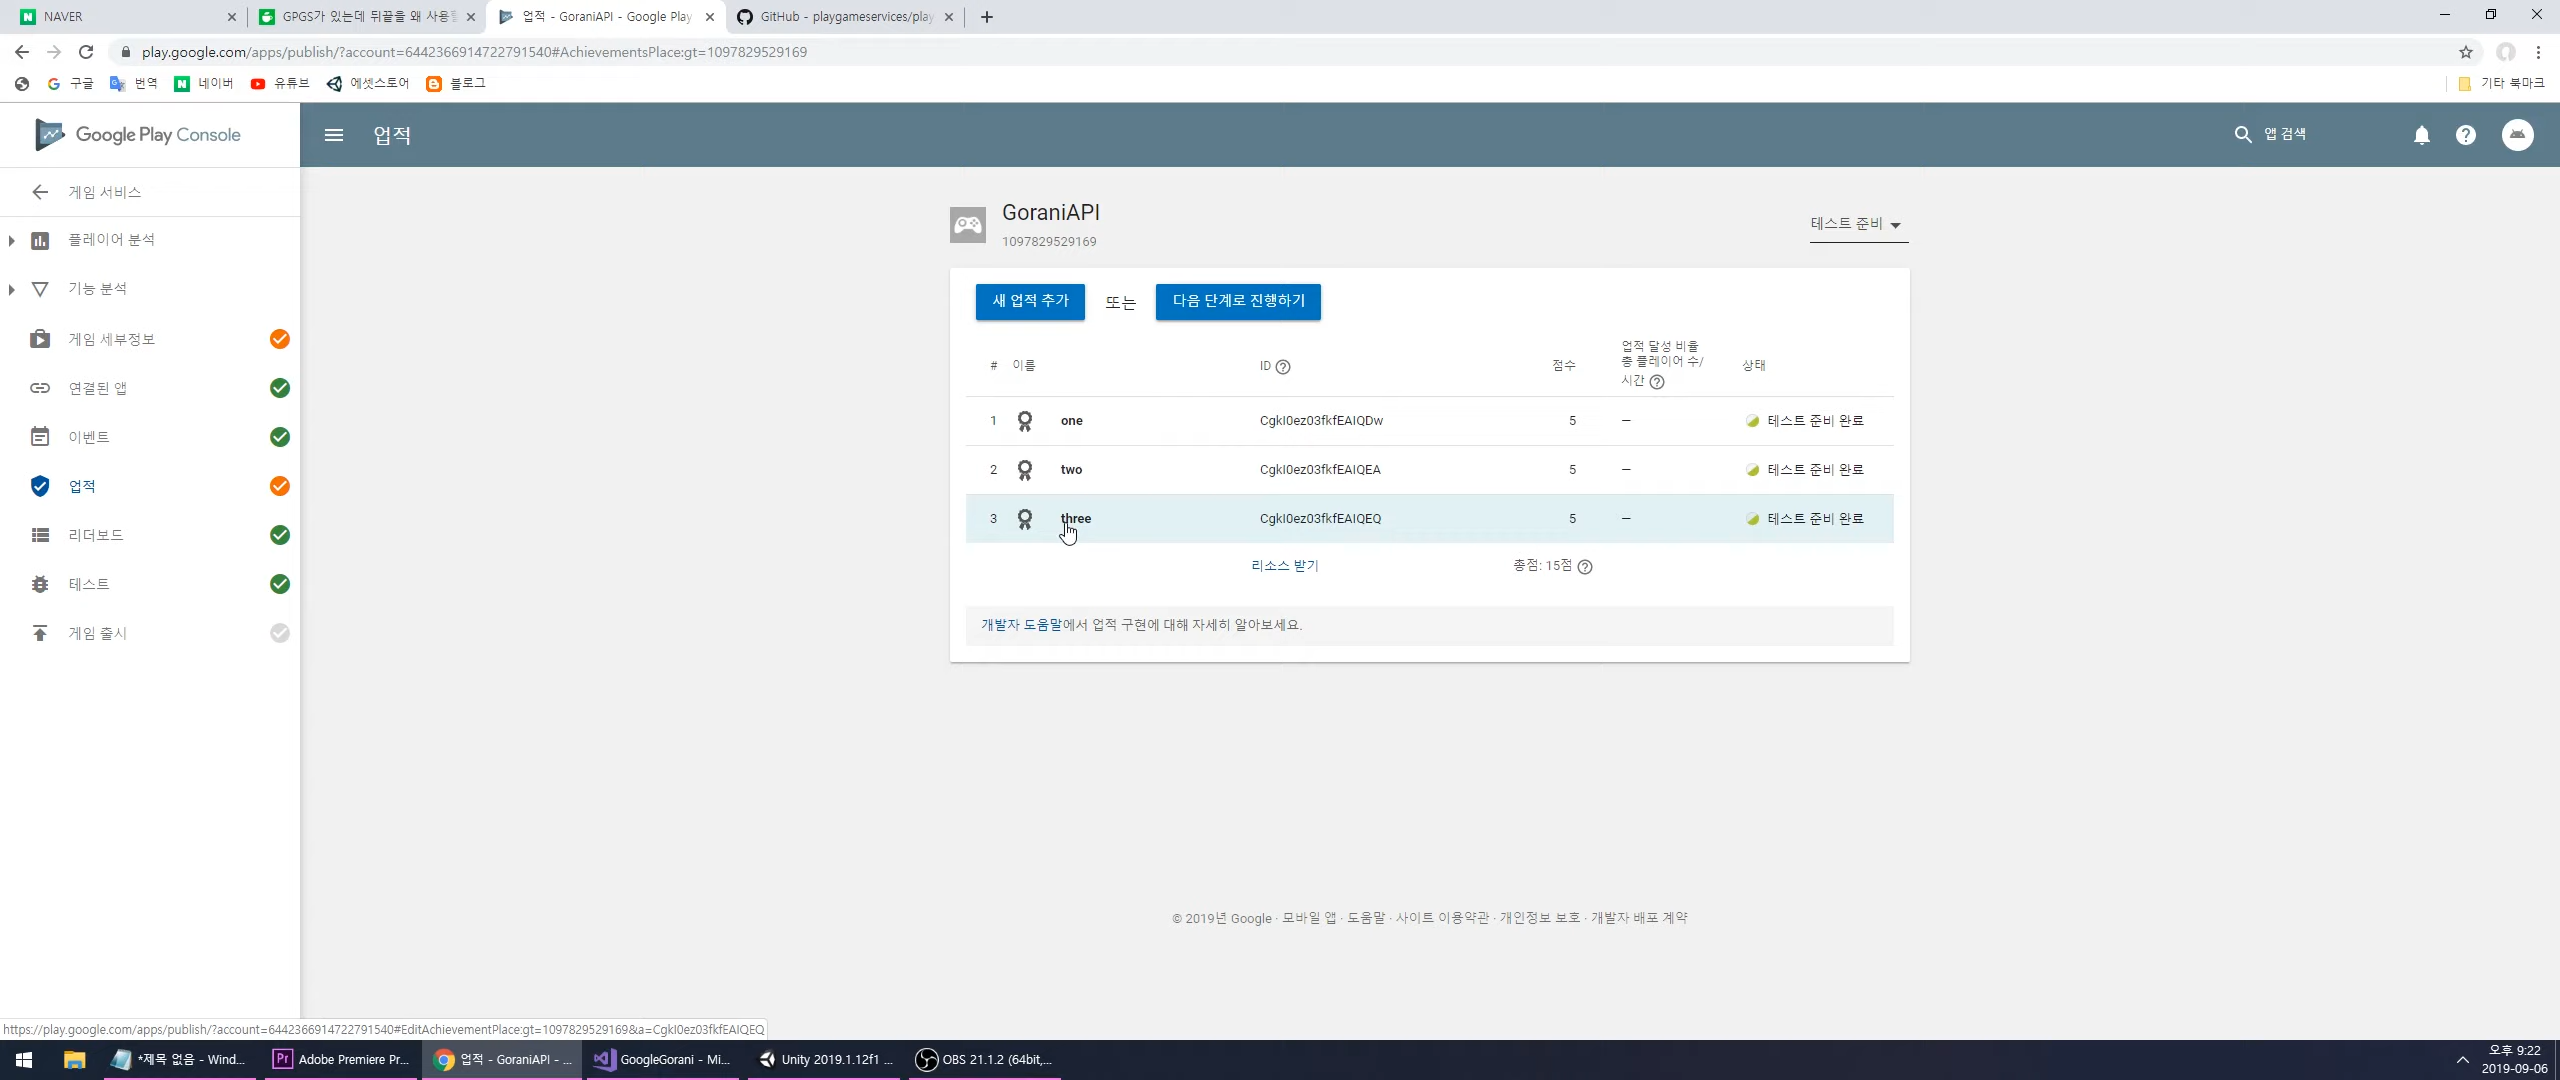 NAVER
GPGS가 있는데 뒤끝을 왜 사용
업적 - GoraniAPI - Google Play
GitHub - playgameservices/play
play.google.com/apps/publish/?account=6442366914722791540#AchievementsPlace:gt=1097829529169
구글
번역
네이버
유튜브
에셋스토어
블로그
기타 북마크
Google Play Console
업적
앱 검색
게임 서비스
플레이어 분석
기능 분석
게임 세부정보
연결된 앱
이벤트
업적
리더보드
테스트
게임 출시
GoraniAPI
1097829529169
테스트 준비
새 업적 추가 또는 다음 단계로 진행하기
# 이름 ID 점수 업적 달성 비율 상태
총 플레이어 수/
시간
1 one CgkI0ez03fkfEAIQDw 5 – 테스트 준비 완료
2 two CgkI0ez03fkfEAIQEA 5 – 테스트 준비 완료
3 three CgkI0ez03fkfEAIQEQ 5 – 테스트 준비 완료
리소스 받기 총점: 15점
개발자 도움말에서 업적 구현에 대해 자세히 알아보세요.
© 2019년 Google · 모바일 앱 · 도움말 · 사이트 이용약관 · 개인정보 보호 · 개발자 배포 계약
https://play.google.com/apps/publish/?account=6442366914722791540#EditAchievementPlace:gt=1097829529169&a=CgkI0ez03fkfEAIQEQ
*제목 없음 - Wind...
Adobe Premiere Pr...
업적 - GoraniAPI - ...
GoogleGorani - Mi...
Unity 2019.1.12f1 ...
OBS 21.1.2 (64bit,...
오후 9:22
2019-09-06